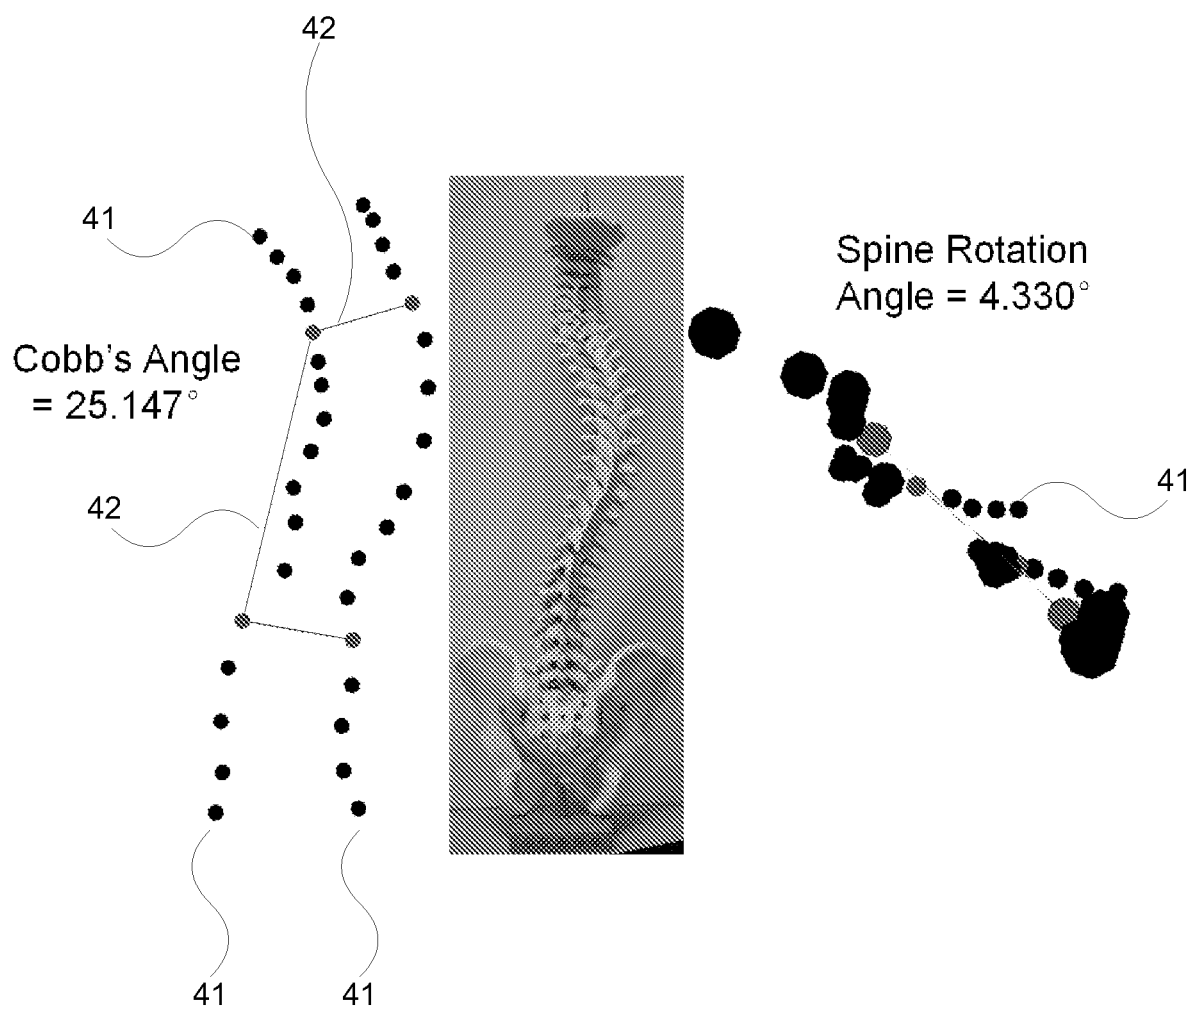 42
41
Spine Rotation
Angle = 4.330°
Cobb's Angle
= 25.147°
41
42
41
41